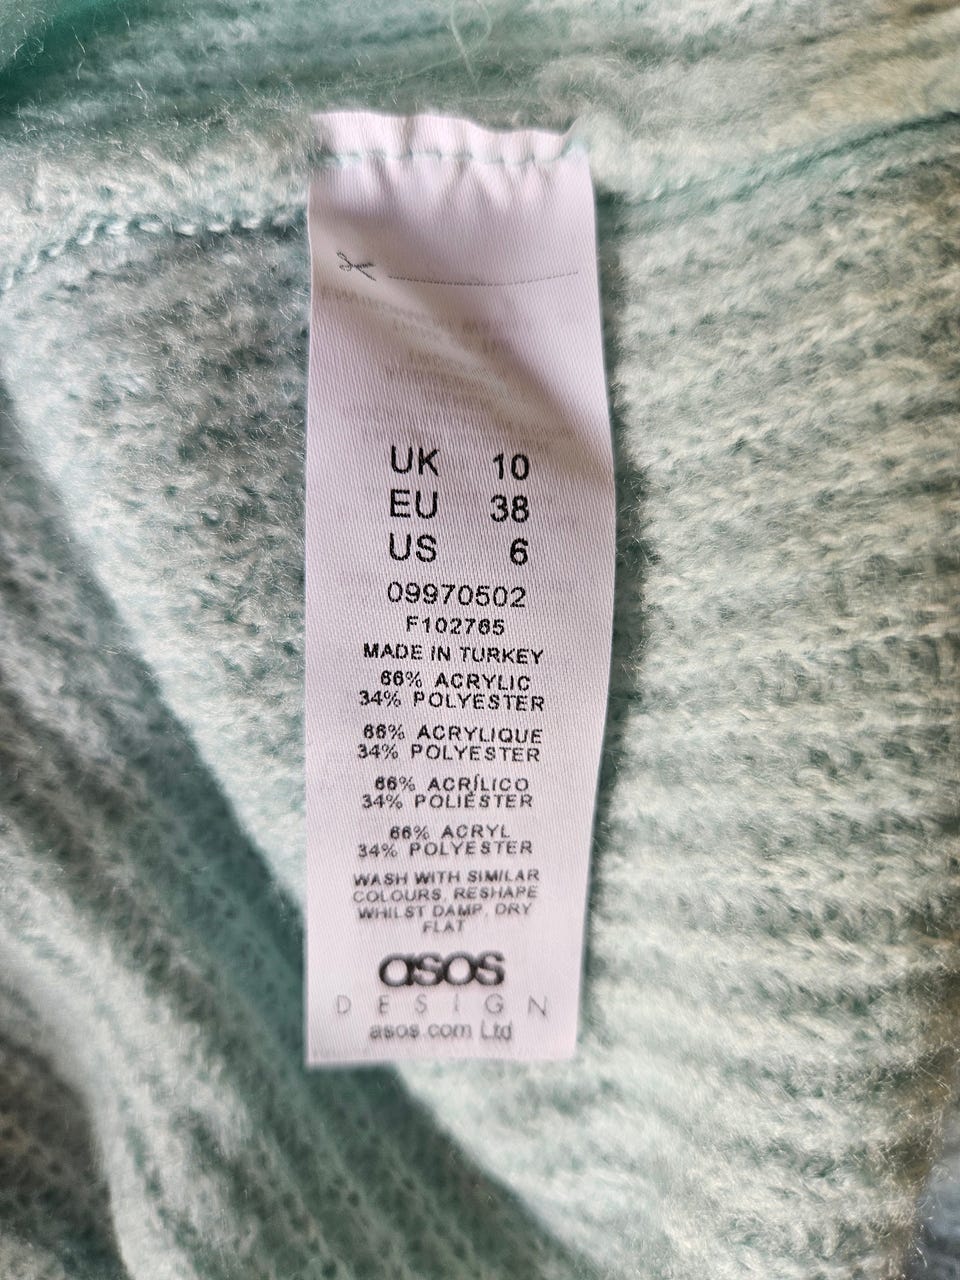 UK 10
EU 38
US 6
09970502
F102765
MADE IN TURKEY
66% ACRYLIC
34% POLYESTER
66% ACRYLIQUE
34% POLYESTER
66% ACRÍLICO
34% POLIÉSTER
66% ACRYL
34% POLYESTER
WASH WITH SIMILAR
COLOURS, RESHAPE
WHILST DAMP, DRY
FLAT
asos
DESIGN
asos.com Ltd